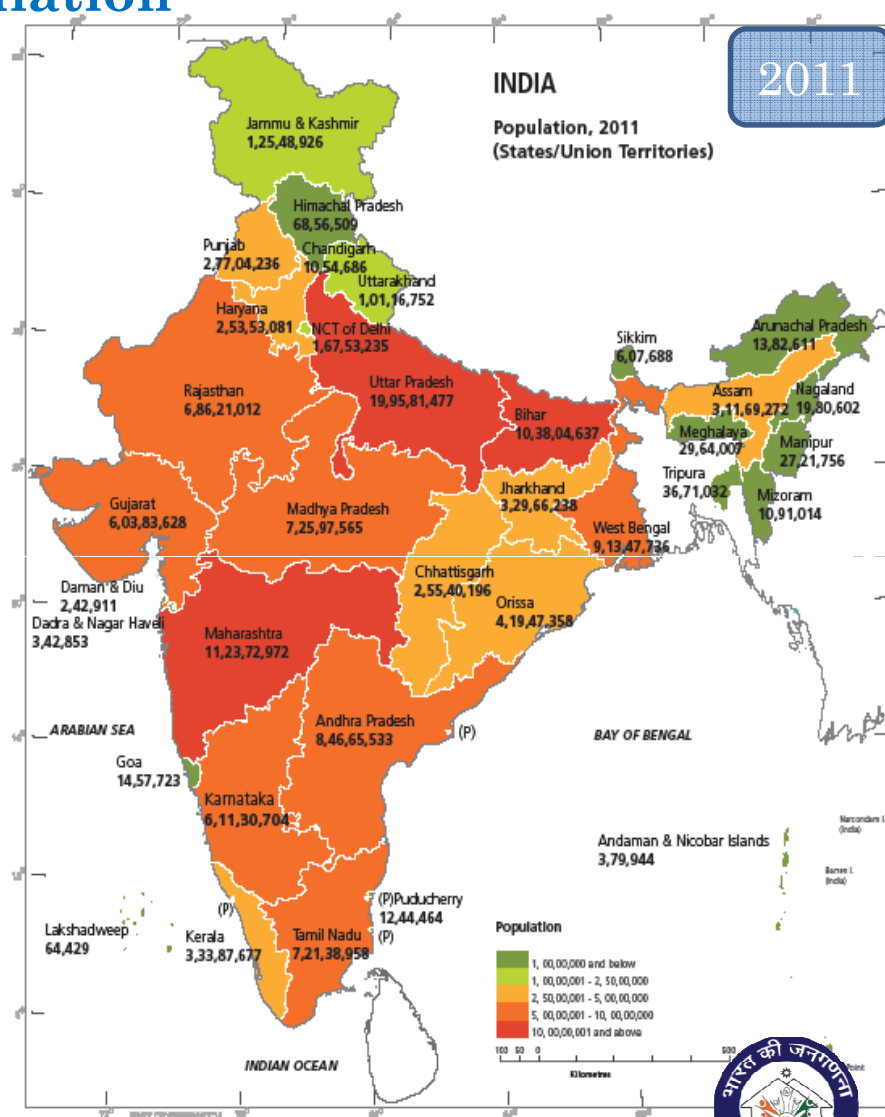 2011
INDIA
Population, 2011
(States/Union Territories)
Jammu & Kashmir
1,25,48,926
Himachal Pradesh
68,56,509
Punjab
2,77,04,236
Chandigarh
10,54,686
Uttarakhand
1,01,16,752
Haryana
2,53,53,081
NCT of Delhi
1,67,53,235
Rajasthan
6,86,21,012
Uttar Pradesh
19,95,81,477
Bihar
10,38,04,637
Sikkim
6,07,688
Arunachal Pradesh
13,82,611
Assam
3,11,69,272
Nagaland
19,80,602
Meghalaya
29,64,007
Manipur
27,21,756
Tripura
36,71,032
Mizoram
10,91,014
Gujarat
6,03,83,628
Madhya Pradesh
7,25,97,565
Jharkhand
3,29,66,238
West Bengal
9,13,47,736
Chhattisgarh
2,55,40,196
Orissa
4,19,47,358
Daman & Diu
2,42,911
Dadra & Nagar Haveli
3,42,853
Maharashtra
11,23,72,972
Andhra Pradesh
8,46,65,533
(P)
ARABIAN SEA
BAY OF BENGAL
Goa
14,57,723
Karnataka
6,11,30,704
Andaman & Nicobar Islands
3,79,944
Narcondam I.
(India)
Barren I.
(India)
(P)
(P)Puducherry
12,44,464
(P)
Lakshadweep
64,429
Kerala
3,33,87,677
Tamil Nadu
7,21,38,958
Population
1, 00,00,000 and below
1, 00,00,001 - 2, 50,00,000
2, 50,00,001 - 5, 00,00,000
5, 00,00,001 - 10, 00,00,000
10, 00,00,001 and above
100 50 0 500
Kilometres
INDIAN OCEAN
भारत की जनगणना